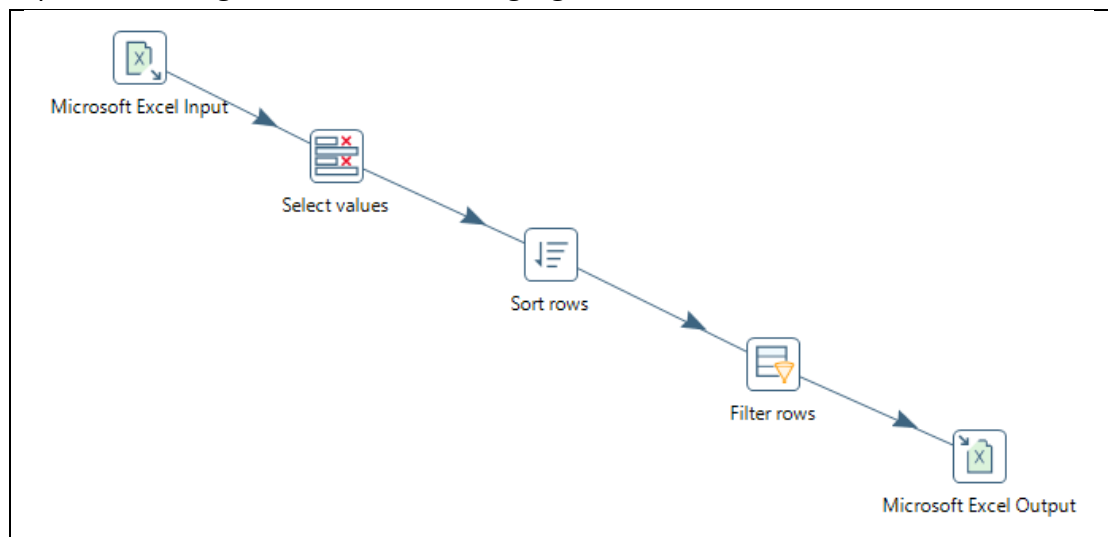 Microsoft Excel Input
Select values
Sort rows
Filter rows
Microsoft Excel Output